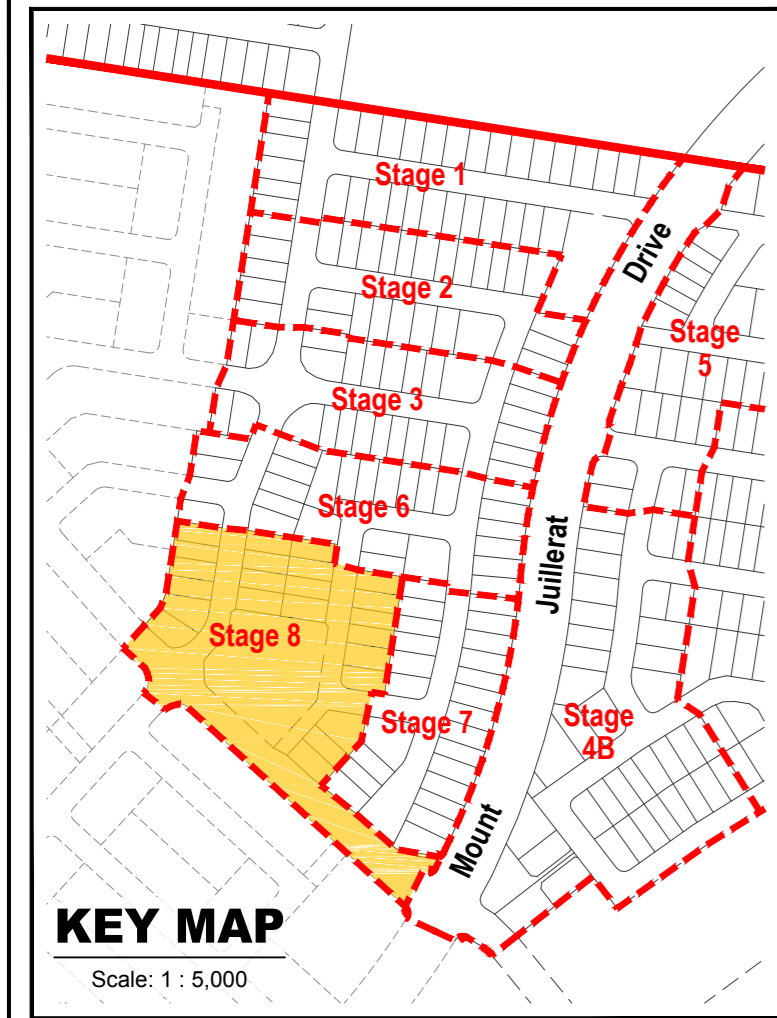 Stage 1
Drive
Stage 2
Stage
5
Stage 3
Stage 6
Juillerat
Stage 8
Stage 7
Stage
4B
Mount
KEY MAP
Scale: 1 : 5,000